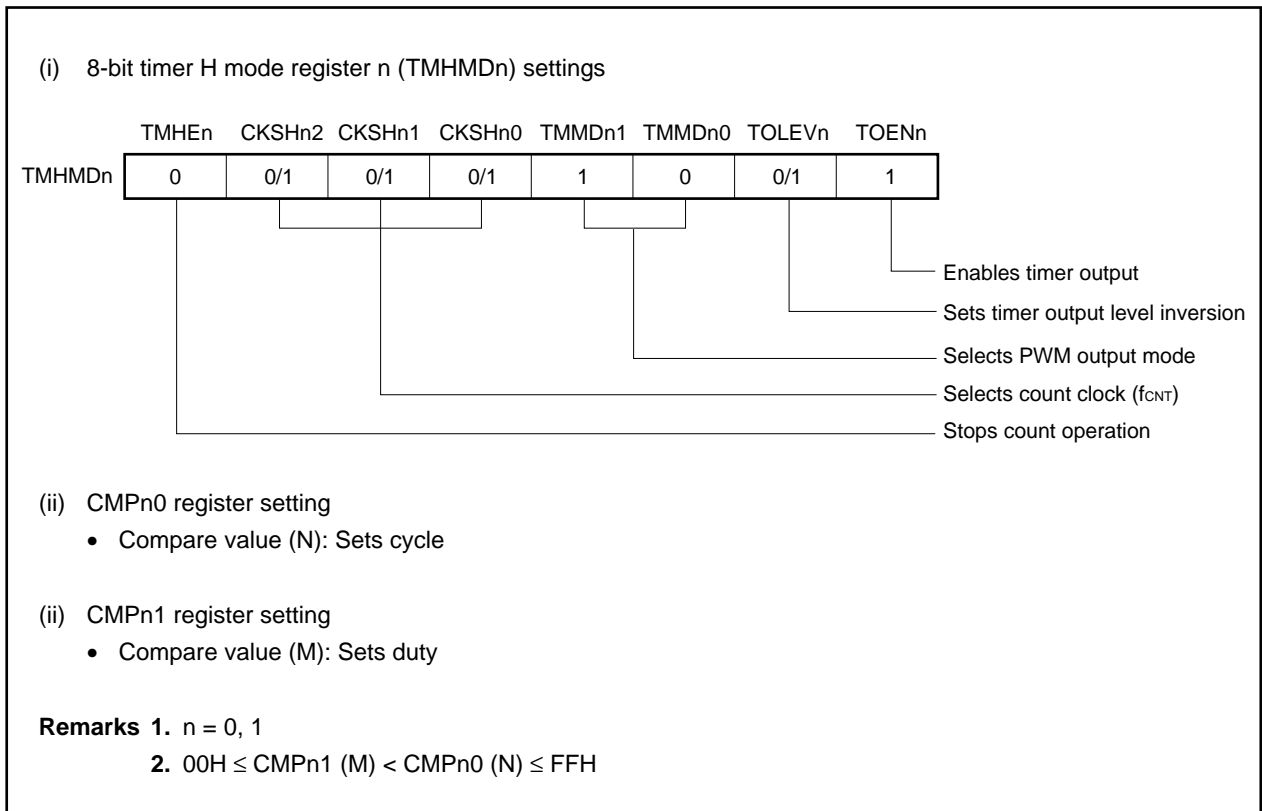 (i) 8-bit timer H mode register n (TMHMDn) settings
TMHEn CKSHn2 CKSHn1 CKSHn0 TMMDn1 TMMDn0 TOLEVn TOENn
TMHMDn 0 0/1 0/1 0/1 1 0 0/1 1
Enables timer output
Sets timer output level inversion
Selects PWM output mode
Selects count clock (fCNT)
Stops count operation
(ii) CMPn0 register setting
• Compare value (N): Sets cycle
(ii) CMPn1 register setting
• Compare value (M): Sets duty
Remarks 1. n = 0, 1
2. 00H ≤ CMPn1 (M) < CMPn0 (N) ≤ FFH